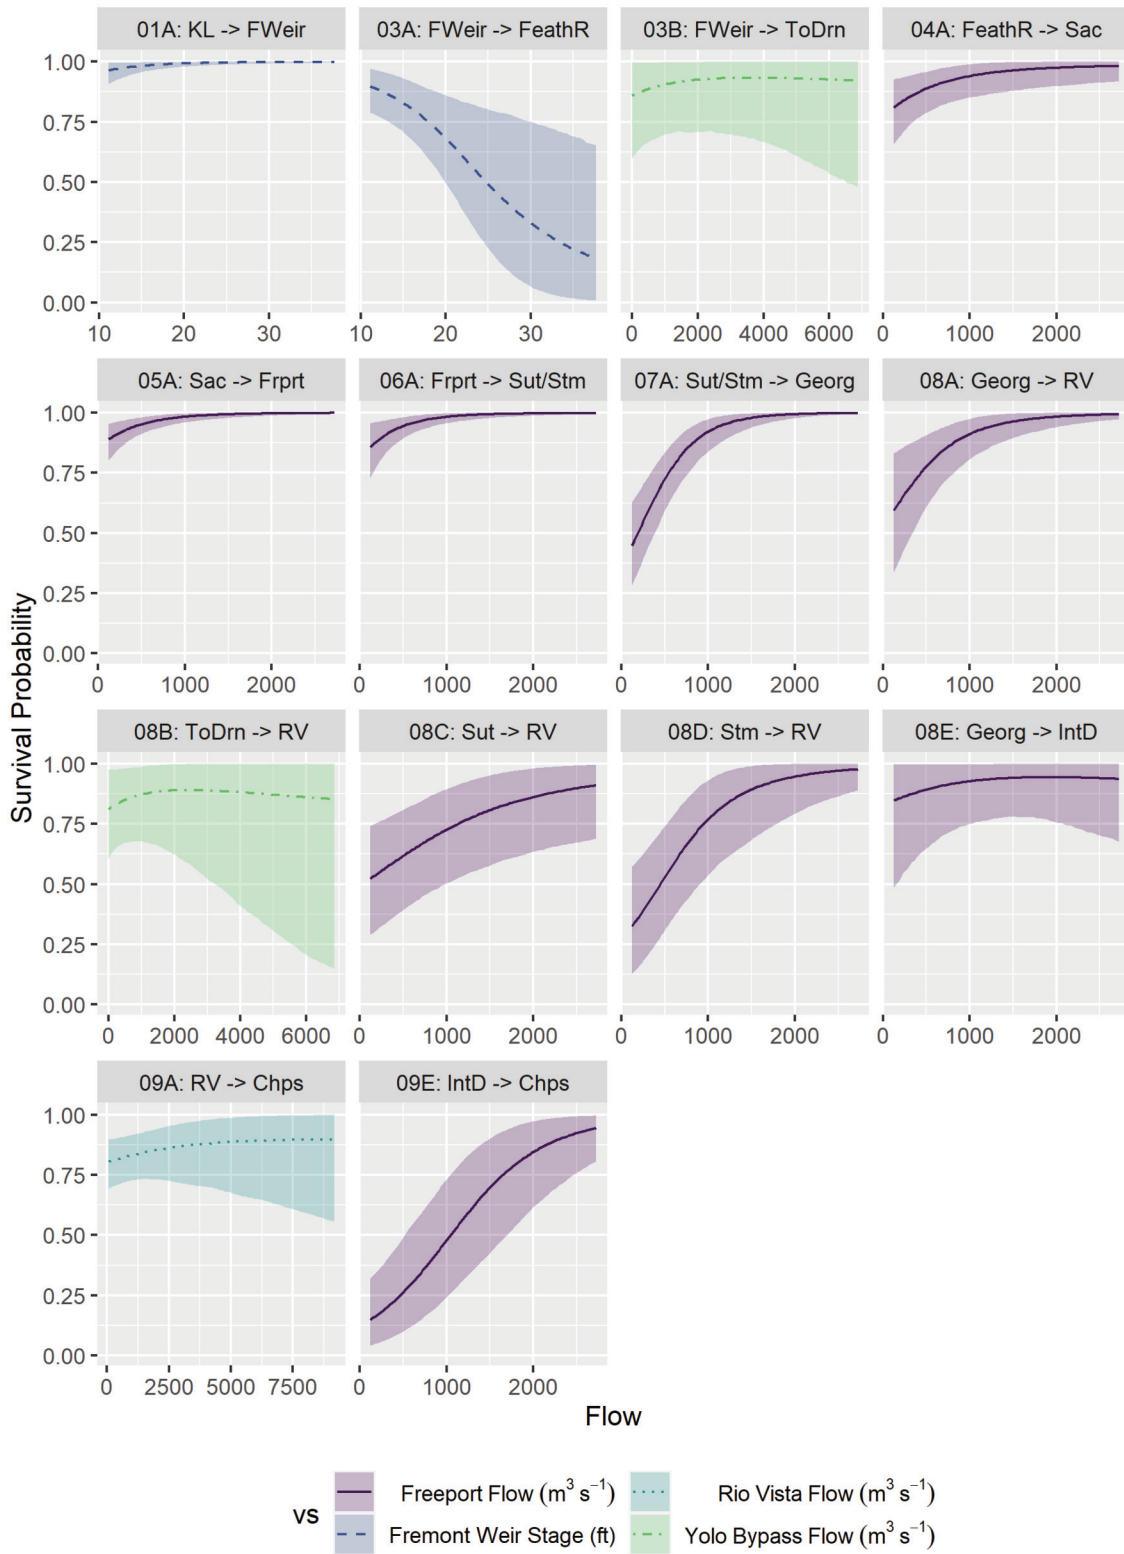 01A: KL -> FWeir
03A: FWeir -> FeathR
03B: FWeir -> ToDrn
04A: FeathR -> Sac
1.00
0.75
0.50
0.25
0.00
10 20 30
10 20 30
0 2000 4000 6000
0 1000 2000
05A: Sac -> Frprt
06A: Frprt -> Sut/Stm
07A: Sut/Stm -> Georg
08A: Georg -> RV
1.00
0.75
0.50
0.25
0.00
0 1000 2000
0 1000 2000
0 1000 2000
0 1000 2000
Survival Probability
08B: ToDrn -> RV
08C: Sut -> RV
08D: Stm -> RV
08E: Georg -> IntD
1.00
0.75
0.50
0.25
0.00
0 2000 4000 6000
0 1000 2000
0 1000 2000
0 1000 2000
09A: RV -> Chps
09E: IntD -> Chps
1.00
0.75
0.50
0.25
0.00
0 2500 5000 7500
0 1000 2000
Flow
vs
Freeport Flow (m³ s⁻¹)
Fremont Weir Stage (ft)
Rio Vista Flow (m³ s⁻¹)
Yolo Bypass Flow (m³ s⁻¹)